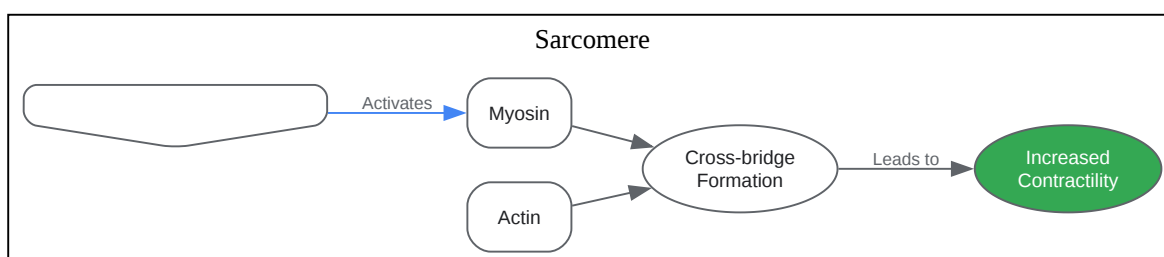 Sarcomere
Activates
Myosin
Cross-bridge
Formation
Leads to
Increased
Contractility
Actin